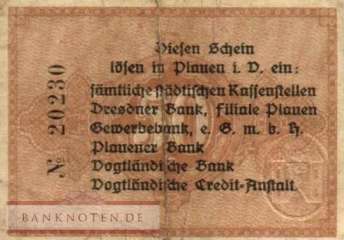 Diesen Schein
lösen in Plauen i. V. ein:
sämtliche städtischen Kassenstellen
Dresdner Bank, Filiale Plauen
Gewerbebank, e. G. m. b. H.
Plauener Bank
Vogtländische Bank
Vogtländische Credit-Anstalt.
№ 20230
BANKNOTEN.DE